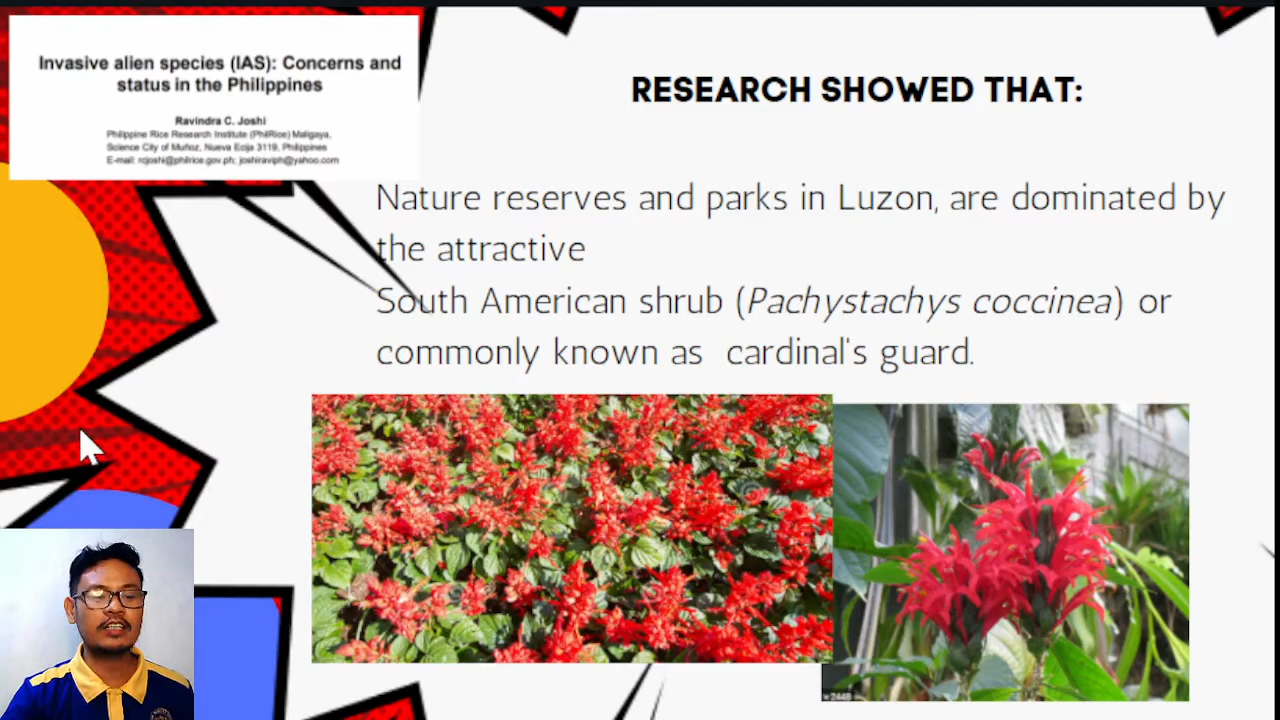 Invasive alien species (IAS): Concerns and
status in the Philippines
Ravindra C. Joshi
Philippine Rice Research Institute (PhilRice) Maligaya,
Science City of Muñoz, Nueva Ecija 3119, Philippines
E-mail: rcjoshi@philrice.gov.ph; joshiraviph@yahoo.com
RESEARCH SHOWED THAT:
Nature reserves and parks in Luzon, are dominated by
the attractive
South American shrub (Pachystachys coccinea) or
commonly known as cardinal's guard.